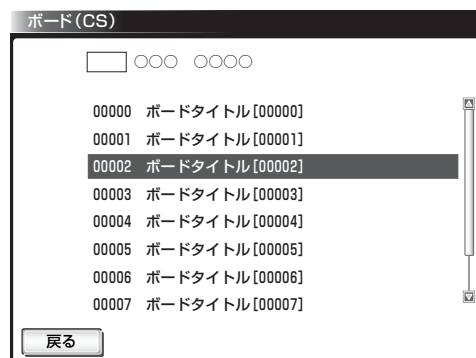 ボード(CS)
○○○ ○○○○
00000 ボードタイトル[00000]
00001 ボードタイトル[00001]
00002 ボードタイトル[00002]
00003 ボードタイトル[00003]
00004 ボードタイトル[00004]
00005 ボードタイトル[00005]
00006 ボードタイトル[00006]
00007 ボードタイトル[00007]
戻る